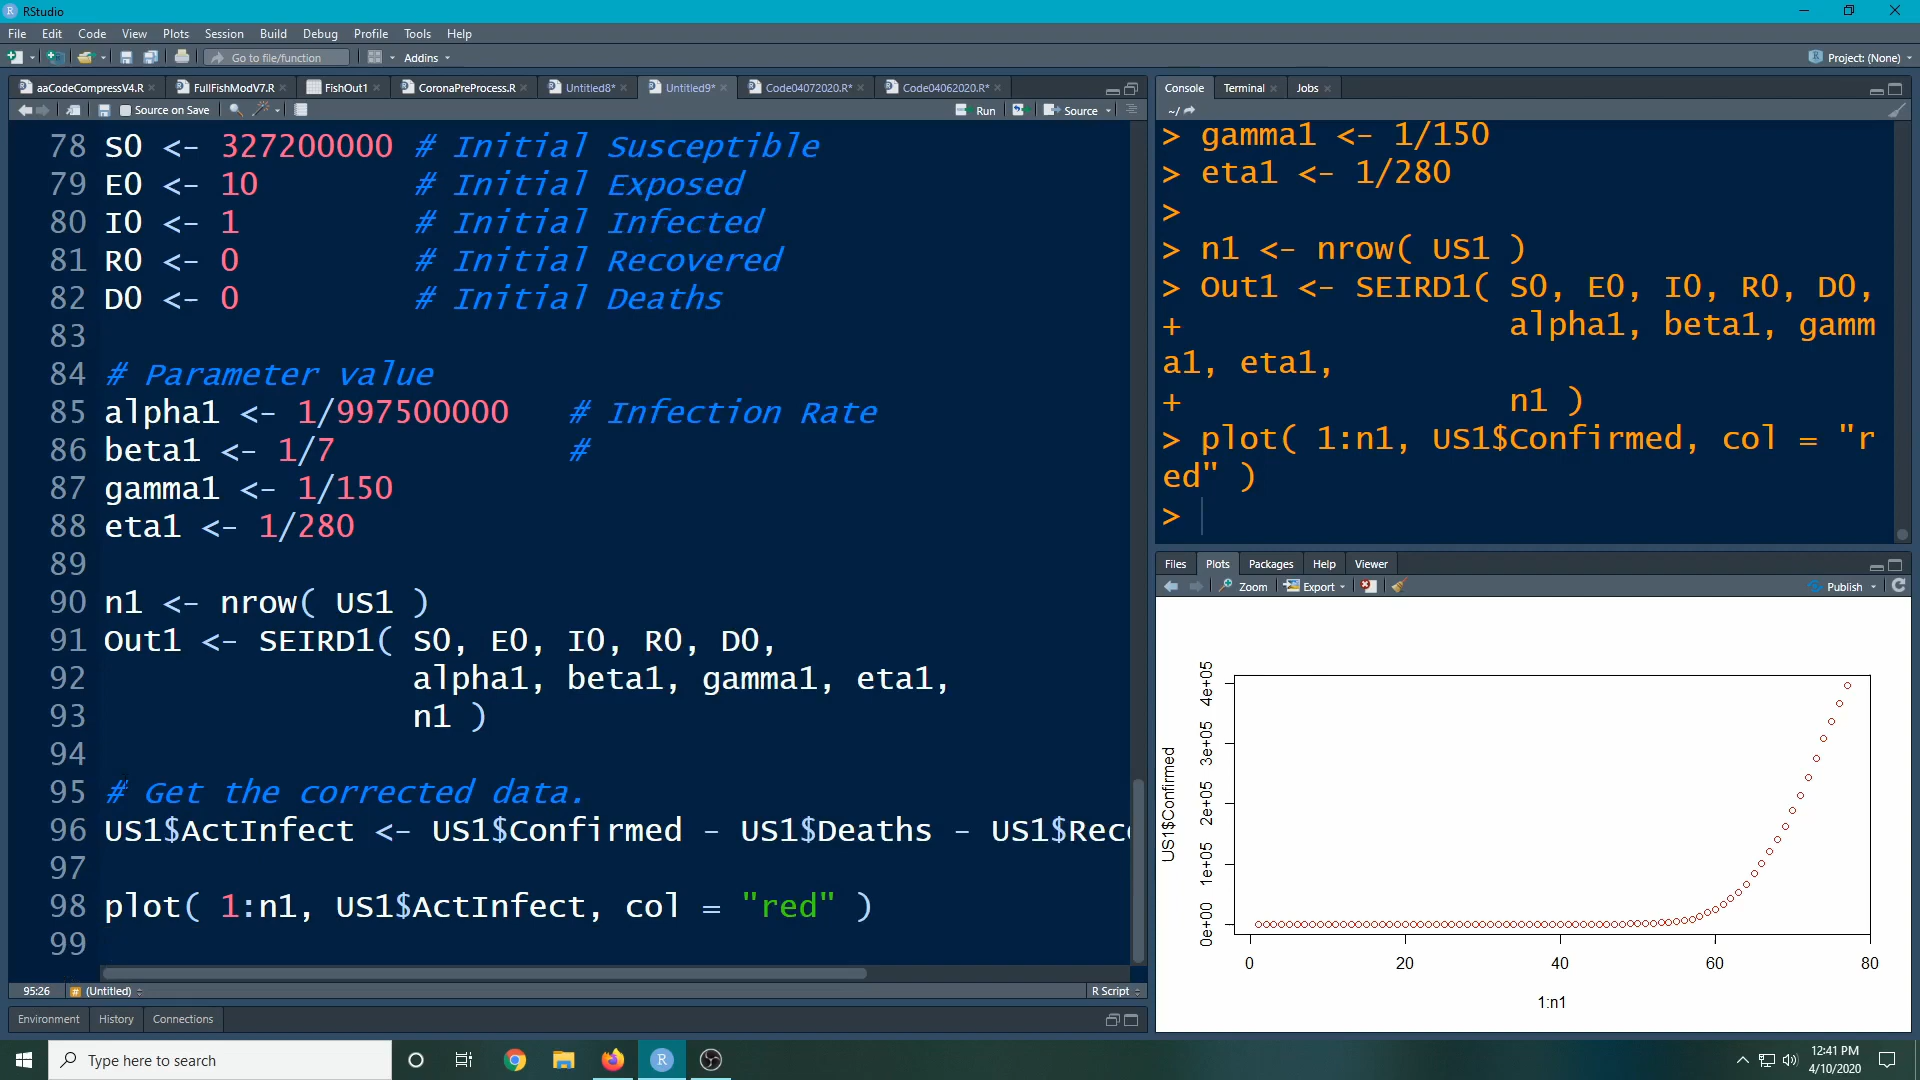 RStudio
File Edit Code View Plots Session Build Debug Profile Tools Help
Go to file/function Addins Project: (None)
aaCodeCompressV4.R FullFishModV7.R FishOut1 CoronaPreProcess.R Untitled8* Untitled9* Code04072020.R* Code04062020.R*
Source on Save Run Source
78 S0 <- 327200000 # Initial Susceptible
79 E0 <- 10 # Initial Exposed
80 I0 <- 1 # Initial Infected
81 R0 <- 0 # Initial Recovered
82 D0 <- 0 # Initial Deaths
83
84 # Parameter value
85 alpha1 <- 1/997500000 # Infection Rate
86 beta1 <- 1/7 #
87 gamma1 <- 1/150
88 eta1 <- 1/280
89
90 n1 <- nrow( US1 )
91 Out1 <- SEIRD1( S0, E0, I0, R0, D0,
92 alpha1, beta1, gamma1, eta1,
93 n1 )
94
95 # Get the corrected data.
96 US1$ActInfect <- US1$Confirmed - US1$Deaths - US1$Rec
97
98 plot( 1:n1, US1$ActInfect, col = "red" )
99
95:26 (Untitled) R Script
Environment History Connections
Console Terminal Jobs
~/
> gamma1 <- 1/150
> eta1 <- 1/280
>
> n1 <- nrow( US1 )
> Out1 <- SEIRD1( S0, E0, I0, R0, D0,
+ alpha1, beta1, gamm
a1, eta1,
+ n1 )
> plot( 1:n1, US1$Confirmed, col = "r
ed" )
>
Files Plots Packages Help Viewer
Zoom Export Publish
US1$Confirmed
4e+05
3e+05
2e+05
1e+05
0e+00
0 20 40 60 80
1:n1
Type here to search
12:41 PM
4/10/2020